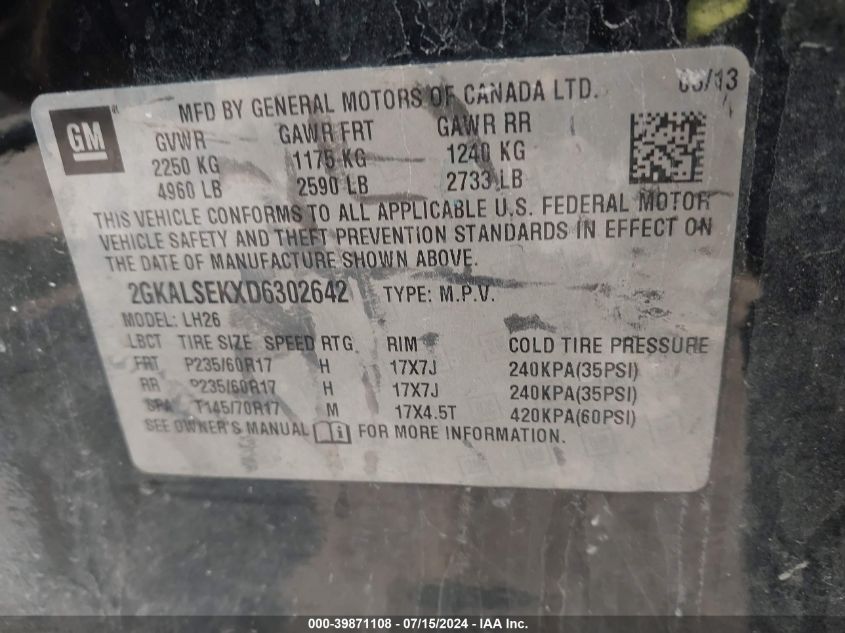 MFD BY GENERAL MOTORS OF CANADA LTD. /13
GM
GVWR GAWR FRT GAWR RR
2250 KG 1175 KG 1240 KG
4960 LB 2590 LB 2733 LB
THIS VEHICLE CONFORMS TO ALL APPLICABLE U.S. FEDERAL MOTOR
VEHICLE SAFETY AND THEFT PREVENTION STANDARDS IN EFFECT ON
THE DATE OF MANUFACTURE SHOWN ABOVE.
2GKALSEKXD6302642 TYPE: M.P.V.
MODEL: LH26
LBCT TIRE SIZE SPEED RTG RIM COLD TIRE PRESSURE
FRT P235/60R17 H 17X7J 240KPA(35PSI)
RR P235/60R17 H 17X7J 240KPA(35PSI)
SPA T145/70R17 M 17X4.5T 420KPA(60PSI)
SEE OWNER'S MANUAL i FOR MORE INFORMATION.
000-39871108 - 07/15/2024 - IAA Inc.